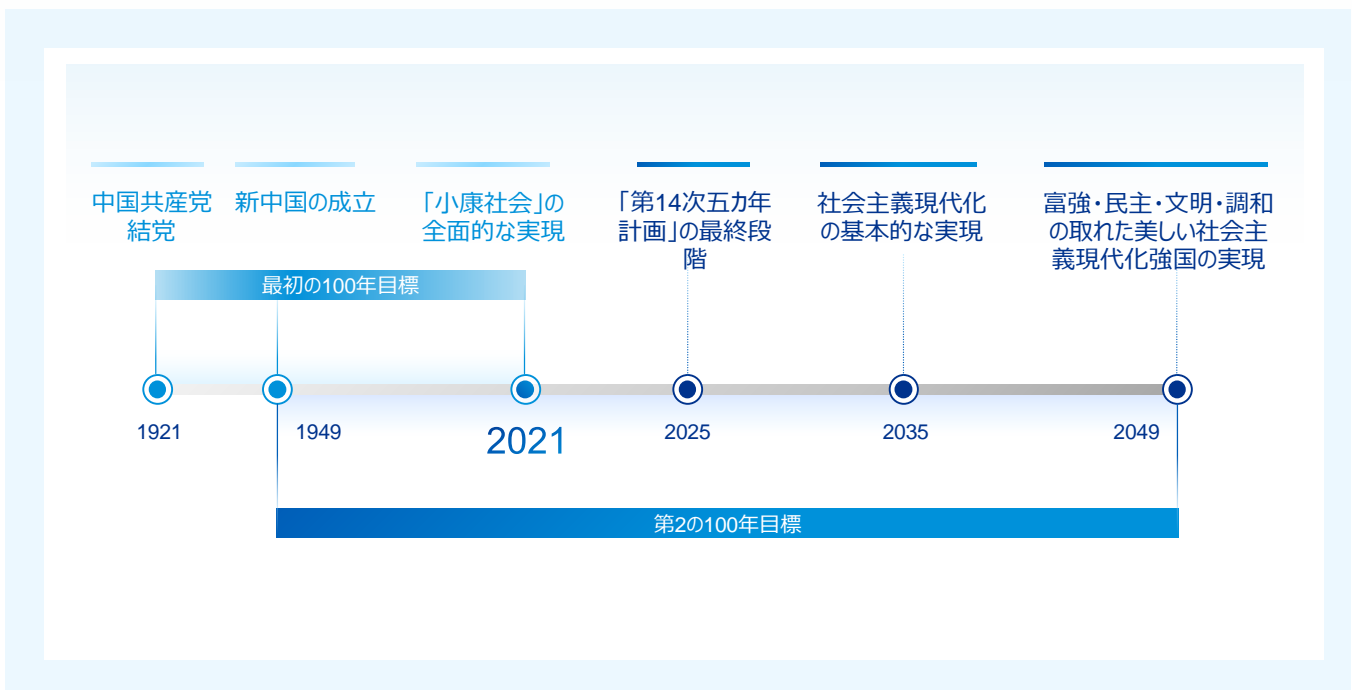 中国共産党
結党
新中国の成立
「小康社会」の
全面的な実現
「第14次五カ年
計画」の最終段
階
社会主義現代化
の基本的な実現
富強・民主・文明・調和
の取れた美しい社会主
義現代化強国の実現
最初の100年目標
1921
1949
2021
2025
2035
2049
第2の100年目標